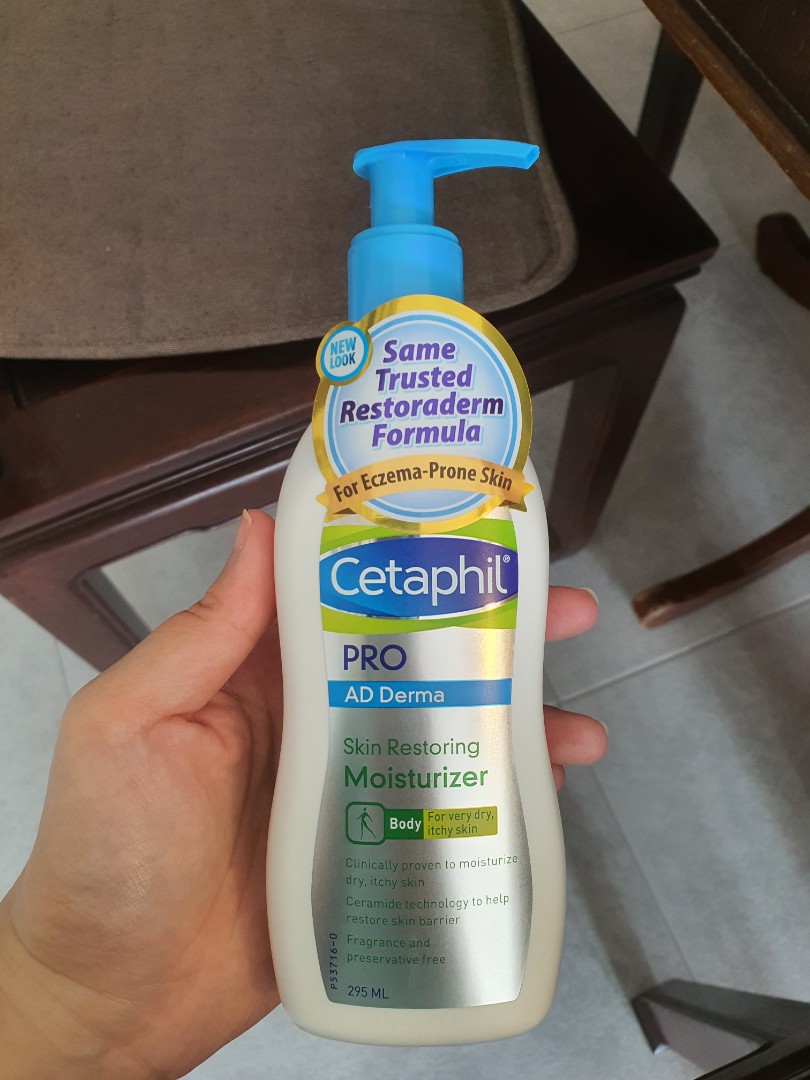 NEW
LOOK
Same
Trusted
Restoraderm
Formula
For Eczema-Prone Skin
Cetaphil®
PRO
AD Derma
Skin Restoring
Moisturizer
Body
For very dry,
itchy skin
Clinically proven to moisturize
dry, itchy skin
Ceramide technology to help
restore skin barrier
Fragrance and
preservative free
P53716-0
295 ML